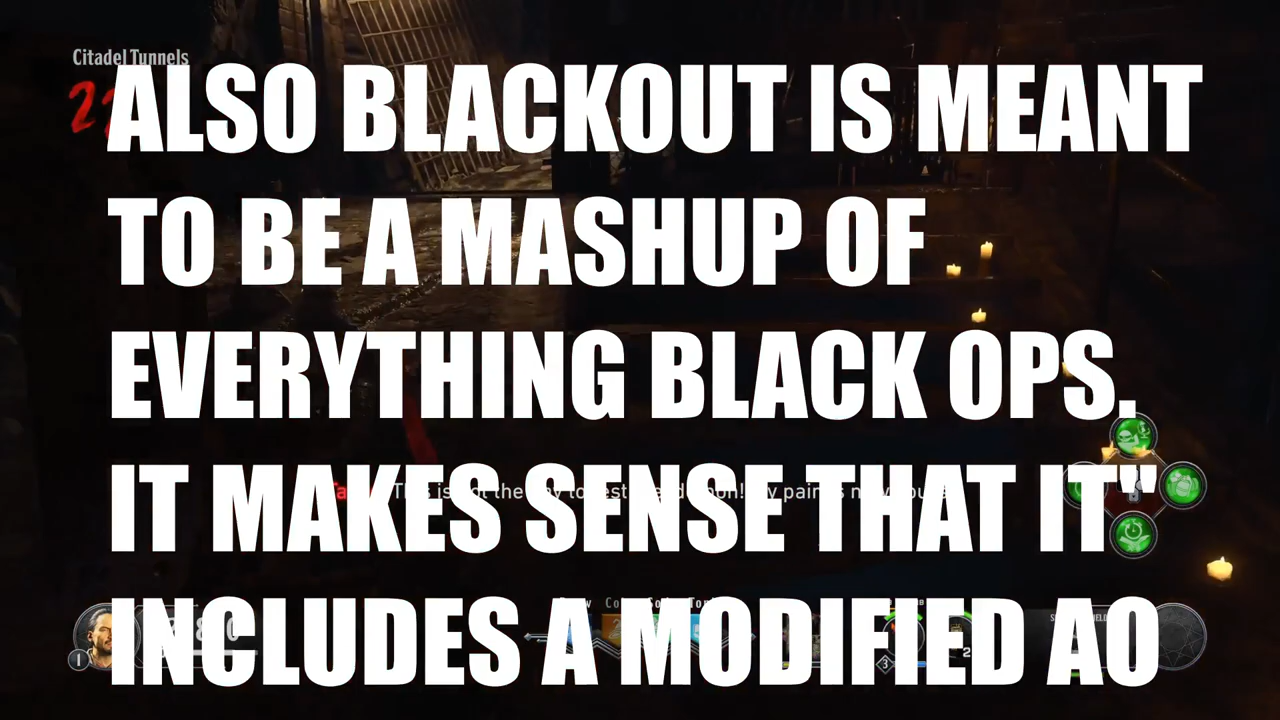 Citadel Tunnels
ALSO BLACKOUT IS MEANT
TO BE A MASHUP OF
EVERYTHING BLACK OPS.
IT MAKES SENSE THAT IT"
INCLUDES A MODIFIED AO